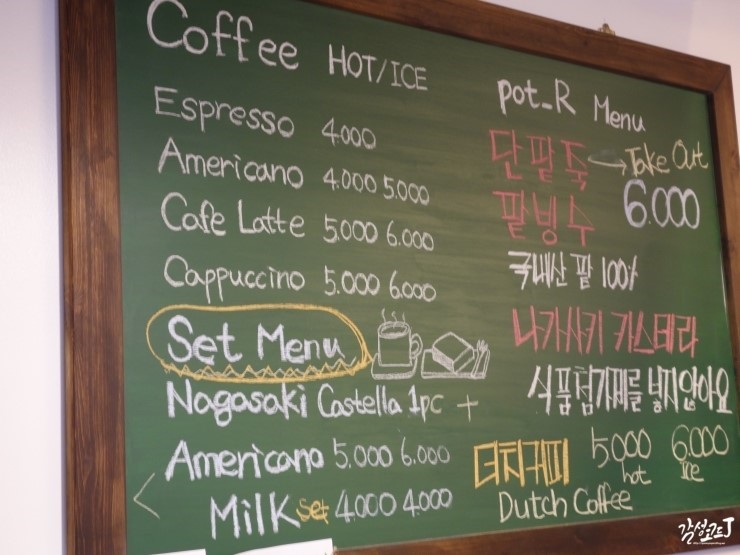 Coffee HOT/ICE
Espresso 4.000
Americano 4.000 5.000
Cafe Latte 5.000 6.000
Cappuccino 5.000 6.000
Set Menu
Nagasaki Castella 1pc +
Americano 5.000 6.000
Milk set 4.000 4.000
pot_R Menu
단팥죽 → Take Out
팥빙수 6.000
국내산 팥 100%
나가사키 카스테라
식품첨가제를 넣지않아요
더치커피 5.000 6.000
hot Ice
Dutch Coffee
감성코드J